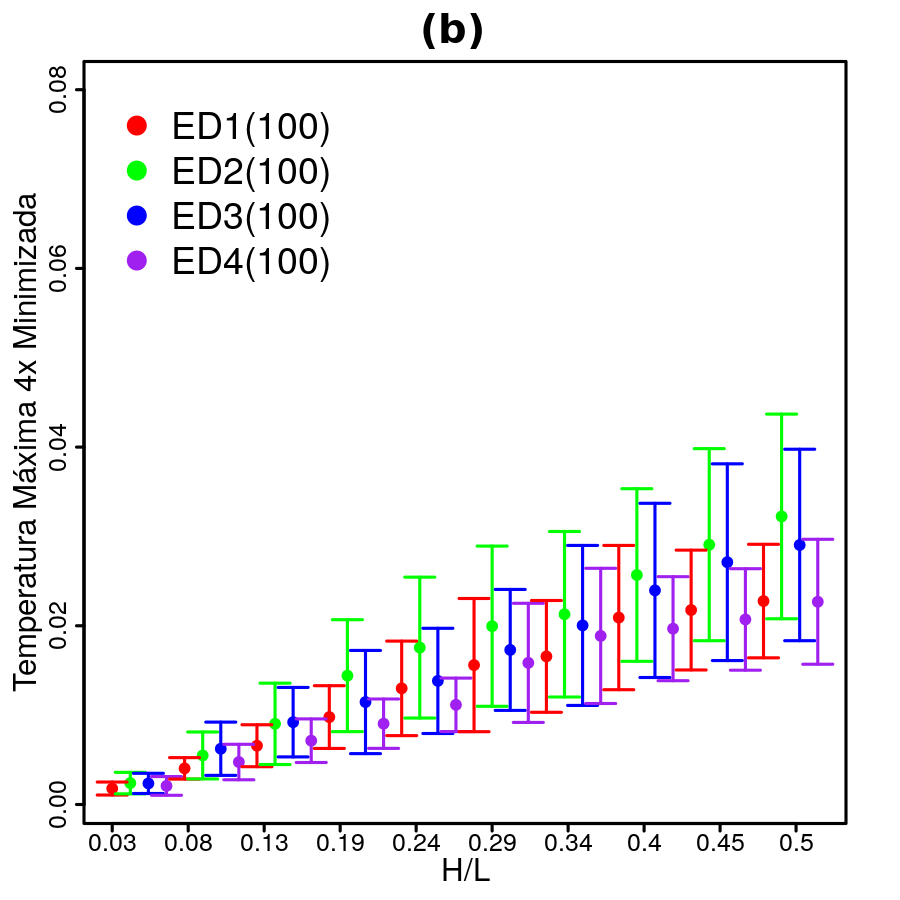 (b)
ED1(100)
ED2(100)
ED3(100)
ED4(100)
Temperatura Máxima 4x Minimizada
0.08
0.06
0.04
0.02
0.00
0.03 0.08 0.13 0.19 0.24 0.29 0.34 0.4 0.45 0.5
H/L